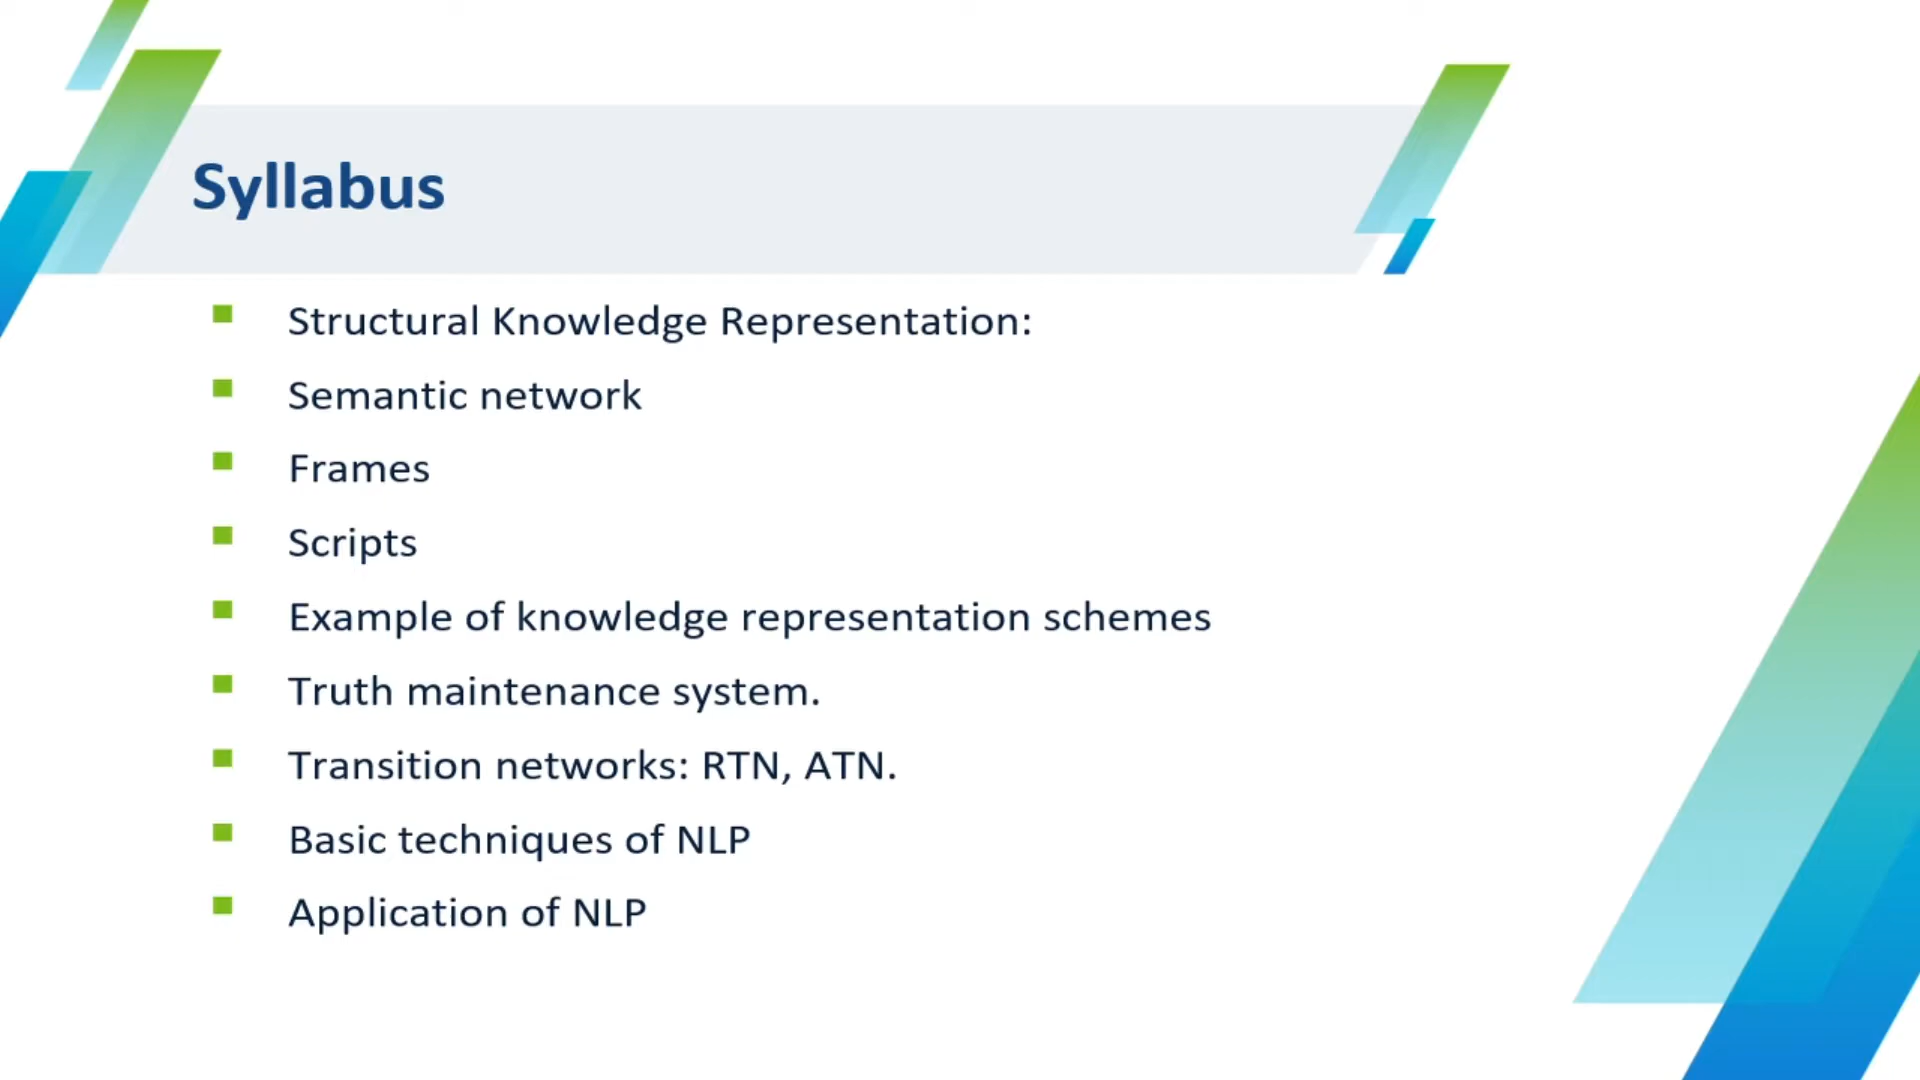 Syllabus
Structural Knowledge Representation:
Semantic network
Frames
Scripts
Example of knowledge representation schemes
Truth maintenance system.
Transition networks: RTN, ATN.
Basic techniques of NLP
Application of NLP